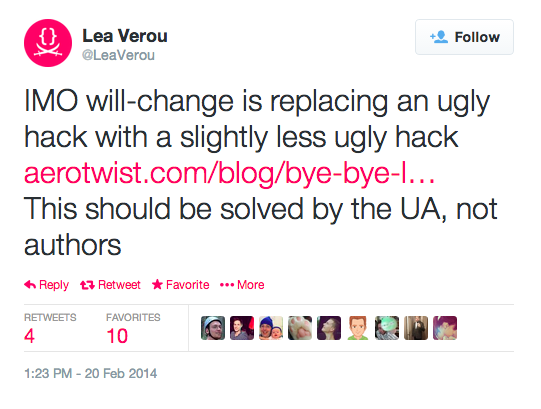 Lea Verou
@LeaVerou
Follow
IMO will-change is replacing an ugly
hack with a slightly less ugly hack
aerotwist.com/blog/bye-bye-l…
This should be solved by the UA, not
authors
Reply Retweet Favorite More
RETWEETS FAVORITES
4 10
1:23 PM - 20 Feb 2014